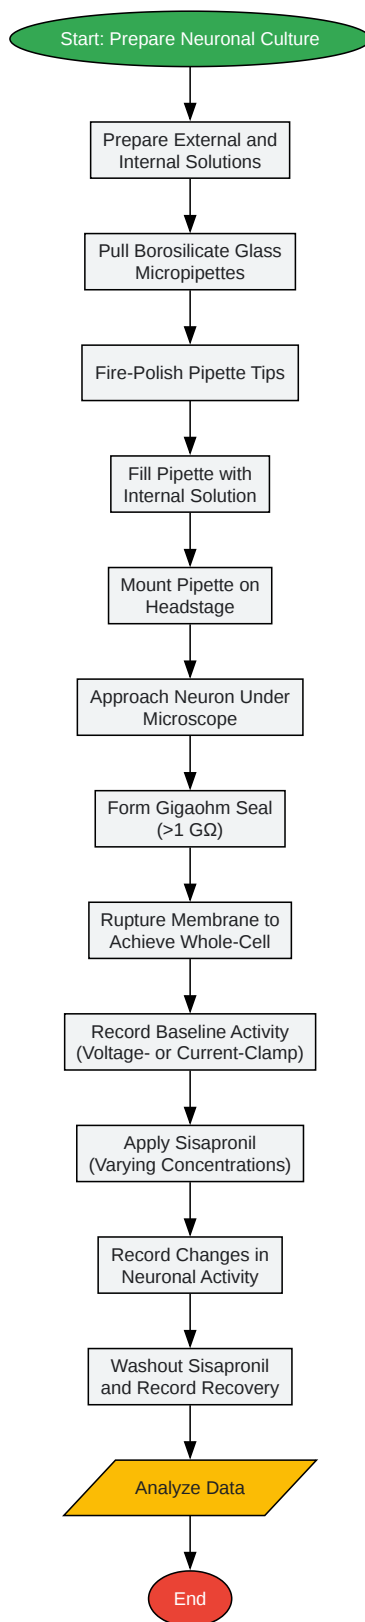 Start: Prepare Neuronal Culture
Prepare External and
Internal Solutions
Pull Borosilicate Glass
Micropipettes
Fire-Polish Pipette Tips
Fill Pipette with
Internal Solution
Mount Pipette on
Headstage
Approach Neuron Under
Microscope
Form Gigaohm Seal
(>1 GΩ)
Rupture Membrane to
Achieve Whole-Cell
Record Baseline Activity
(Voltage- or Current-Clamp)
Apply Sisapronil
(Varying Concentrations)
Record Changes in
Neuronal Activity
Washout Sisapronil
and Record Recovery
Analyze Data
End